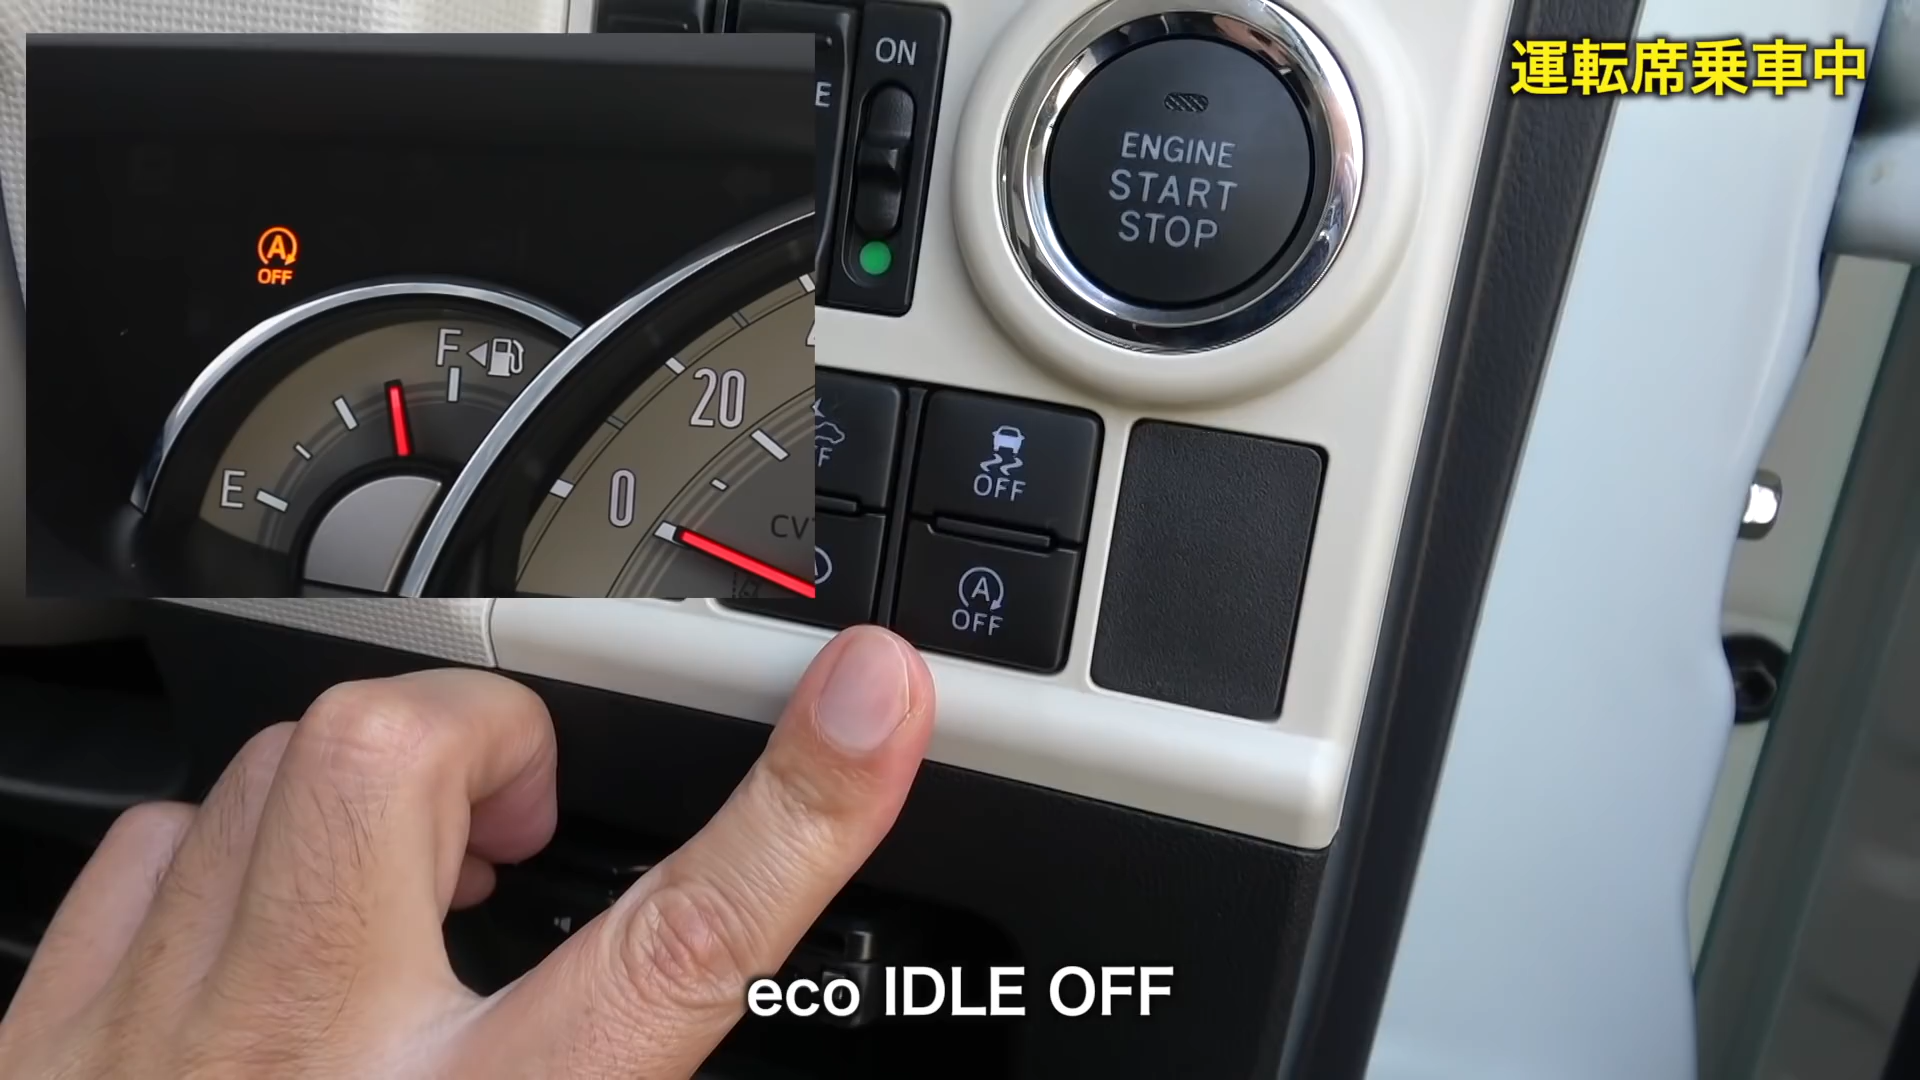 運転席乗車中
ON
ENGINE
START
STOP
OFF
F
20
E
0
OFF
OFF
eco IDLE OFF